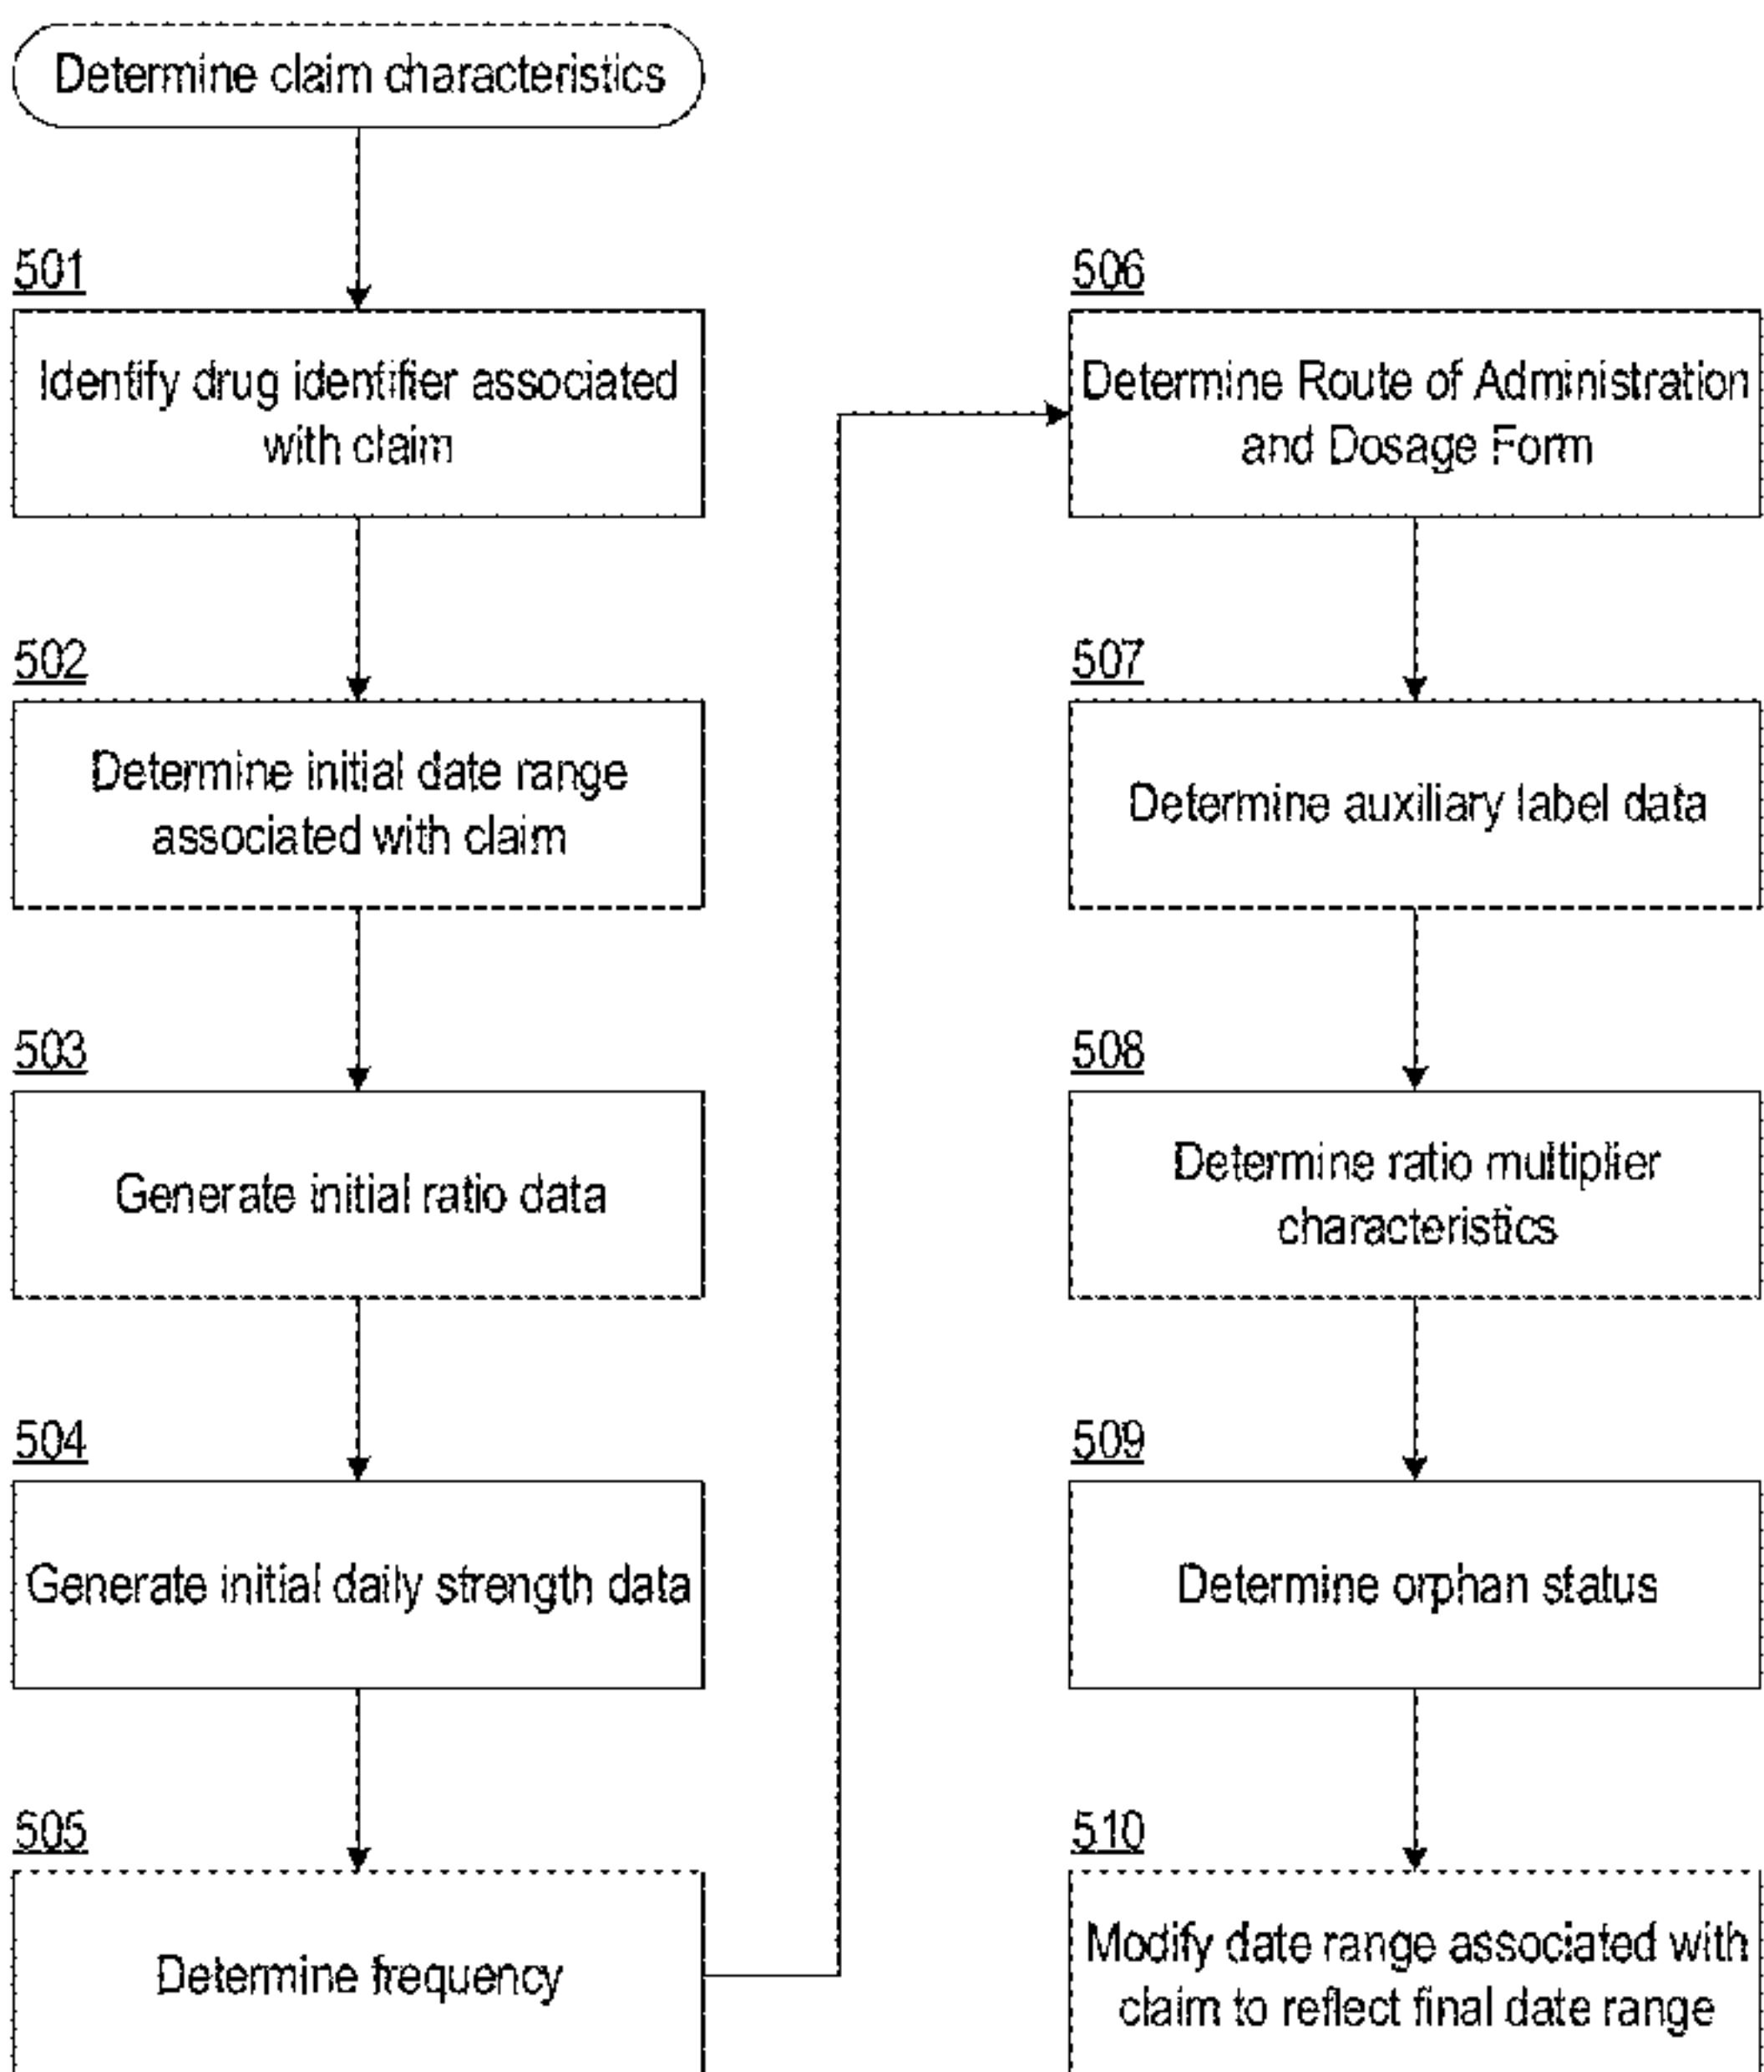 Determine claim characteristics
501
Identify drug identifier associated
with claim
502
Determine initial date range
associated with claim
503
Generate initial ratio data
504
Generate initial daily strength data
505
Determine frequency
506
Determine Route of Administration
and Dosage Form
507
Determine auxiliary label data
508
Determine ratio multiplier
characteristics
509
Determine orphan status
510
Modify date range associated with
claim to reflect final date range